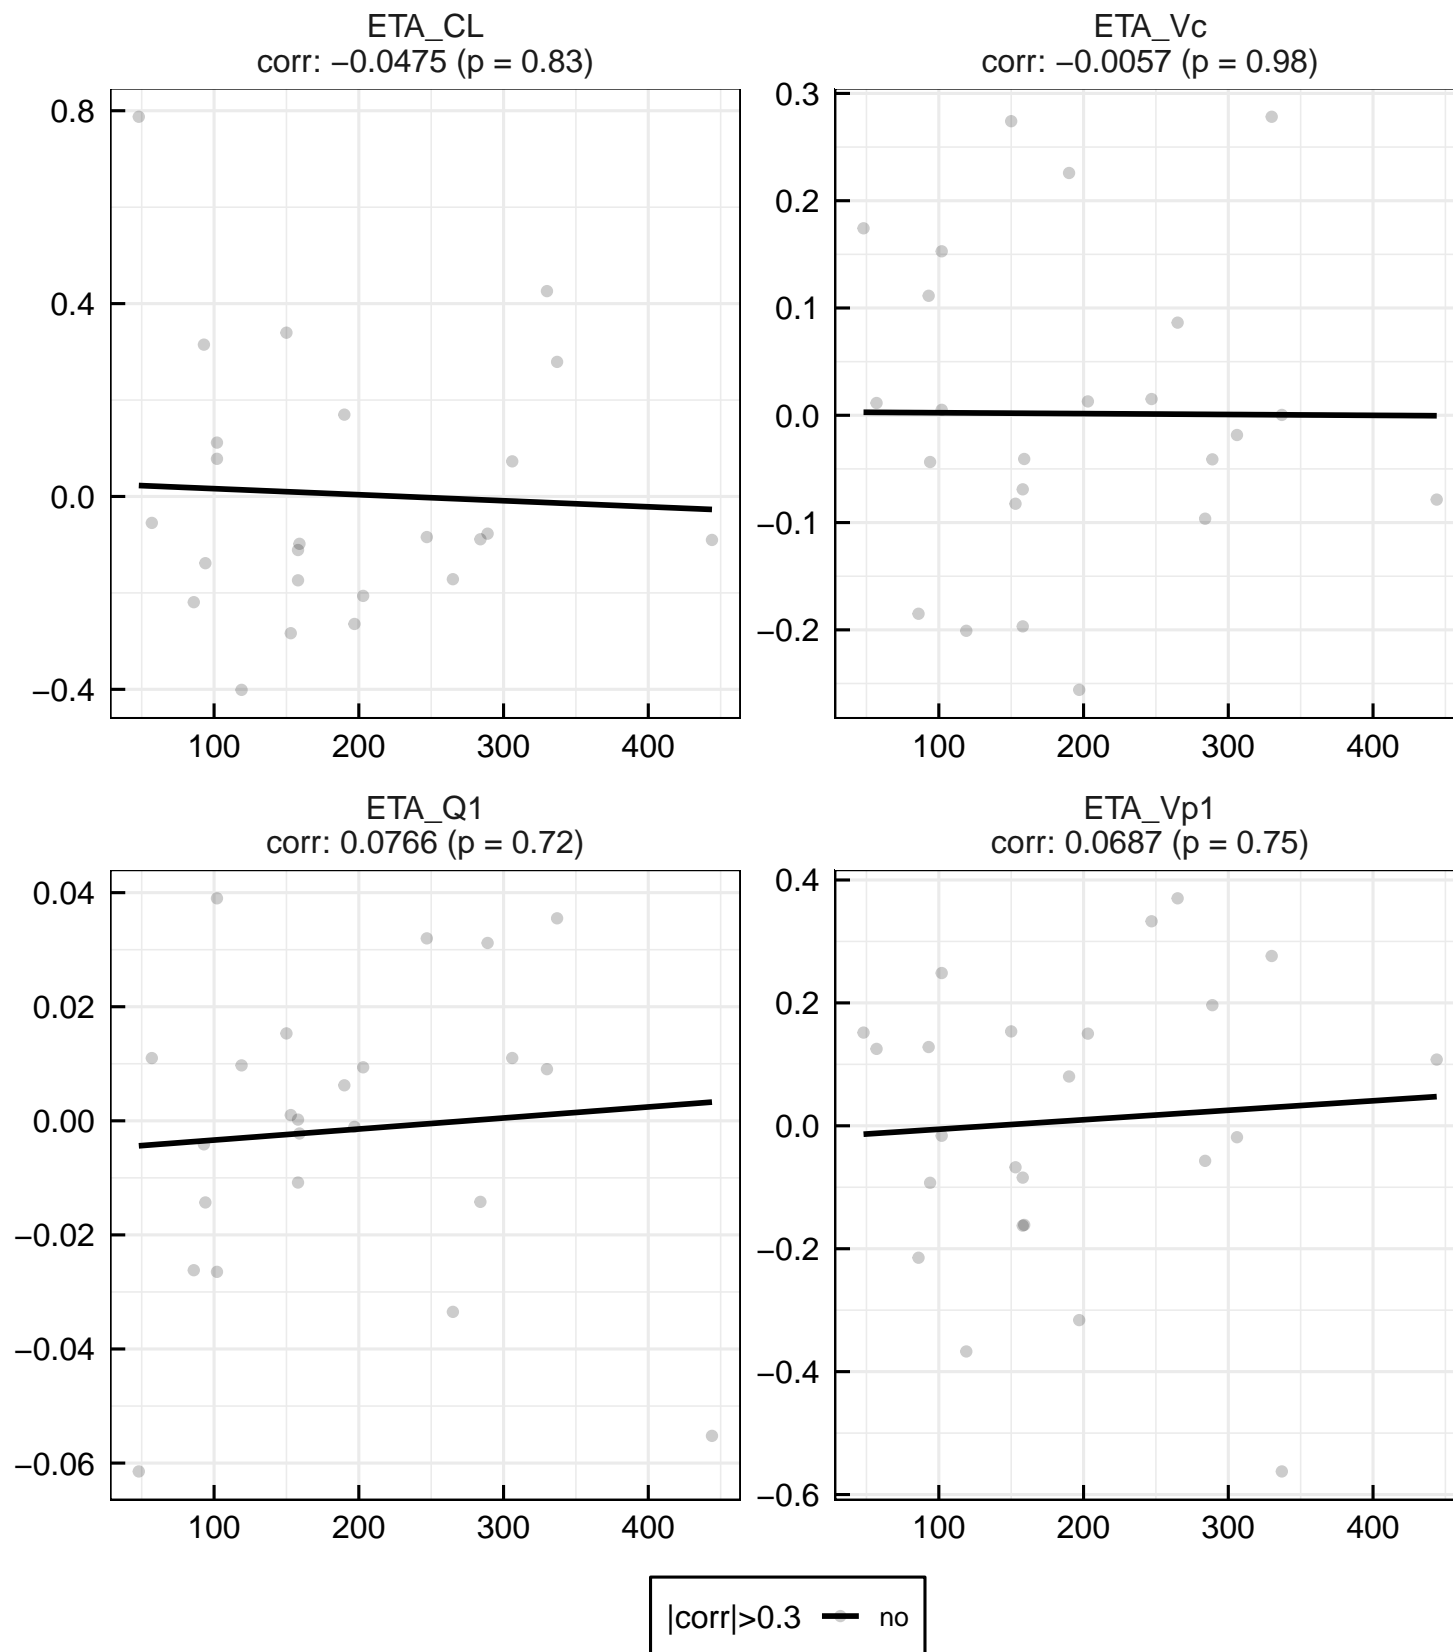 ETA_CL
corr: −0.0475 (p = 0.83)
0.8
0.4
0.0
−0.4
100 200 300 400
ETA_Vc
corr: −0.0057 (p = 0.98)
0.3
0.2
0.1
0.0
−0.1
−0.2
100 200 300 400
ETA_Q1
corr: 0.0766 (p = 0.72)
0.04
0.02
0.00
−0.02
−0.04
−0.06
100 200 300 400
ETA_Vp1
corr: 0.0687 (p = 0.75)
0.4
0.2
0.0
−0.2
−0.4
−0.6
100 200 300 400
|corr|>0.3 no